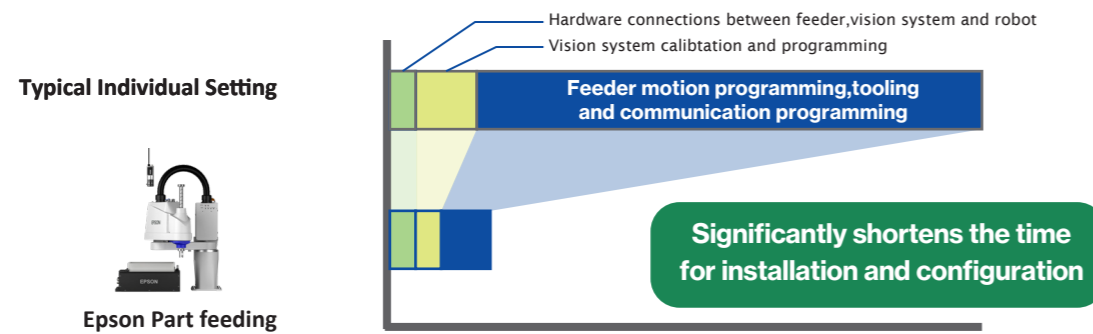 Hardware connections between feeder,vision system and robot
Vision system calibtation and programming
Typical Individual Setting
Feeder motion programming,tooling
and communication programming
EPSON
EPSON
Significantly shortens the time
for installation and configuration
Epson Part feeding